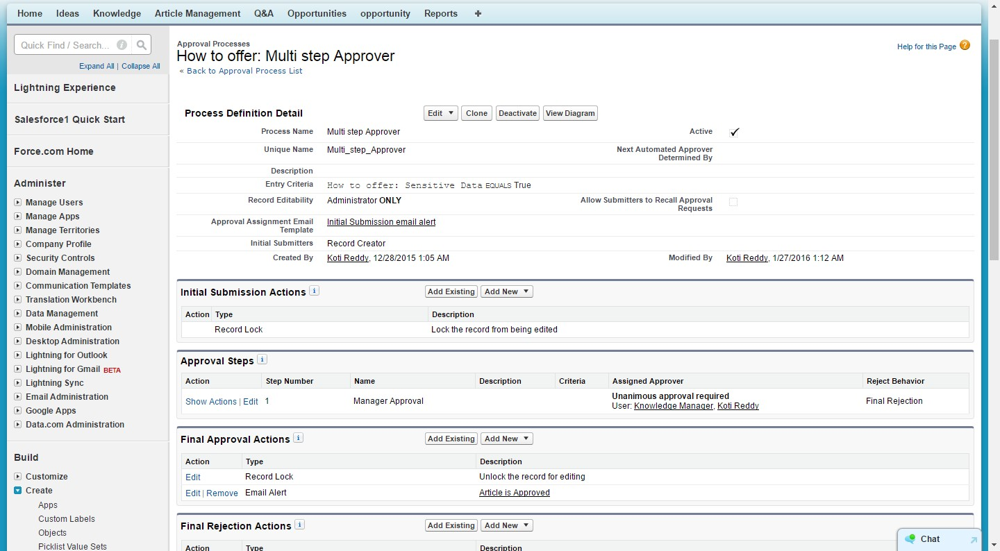 Home Ideas Knowledge Article Management Q&A Opportunities opportunity Reports +
Quick Find / Search...
Expand All | Collapse All
Lightning Experience
Salesforce1 Quick Start
Force.com Home
Administer
Manage Users
Manage Apps
Manage Territories
Company Profile
Security Controls
Domain Management
Communication Templates
Translation Workbench
Data Management
Mobile Administration
Desktop Administration
Lightning for Outlook
Lightning for Gmail BETA
Lightning Sync
Email Administration
Google Apps
Data.com Administration
Build
Customize
Create
Apps
Custom Labels
Objects
Picklist Value Sets
Approval Processes
How to offer: Multi step Approver
« Back to Approval Process List
Help for this Page ?
Process Definition Detail Edit Clone Deactivate View Diagram
Process Name Multi step Approver Active
Unique Name Multi_step_Approver Next Automated Approver
Determined By
Description
Entry Criteria How to offer: Sensitive Data EQUALS True
Record Editability Administrator ONLY Allow Submitters to Recall Approval
Requests
Approval Assignment Email
Template Initial Submission email alert
Initial Submitters Record Creator
Created By Koti Reddy, 12/28/2015 1:05 AM Modified By Koti Reddy, 1/27/2016 1:12 AM
Initial Submission Actions i Add Existing Add New
Action Type Description
Record Lock Lock the record from being edited
Approval Steps i
Action Step Number Name Description Criteria Assigned Approver Reject Behavior
Show Actions | Edit 1 Manager Approval Unanimous approval required
User: Knowledge Manager, Koti Reddy Final Rejection
Final Approval Actions i Add Existing Add New
Action Type Description
Edit Record Lock Unlock the record for editing
Edit | Remove Email Alert Article is Approved
Final Rejection Actions i Add Existing Add New
Action Type Description
Chat